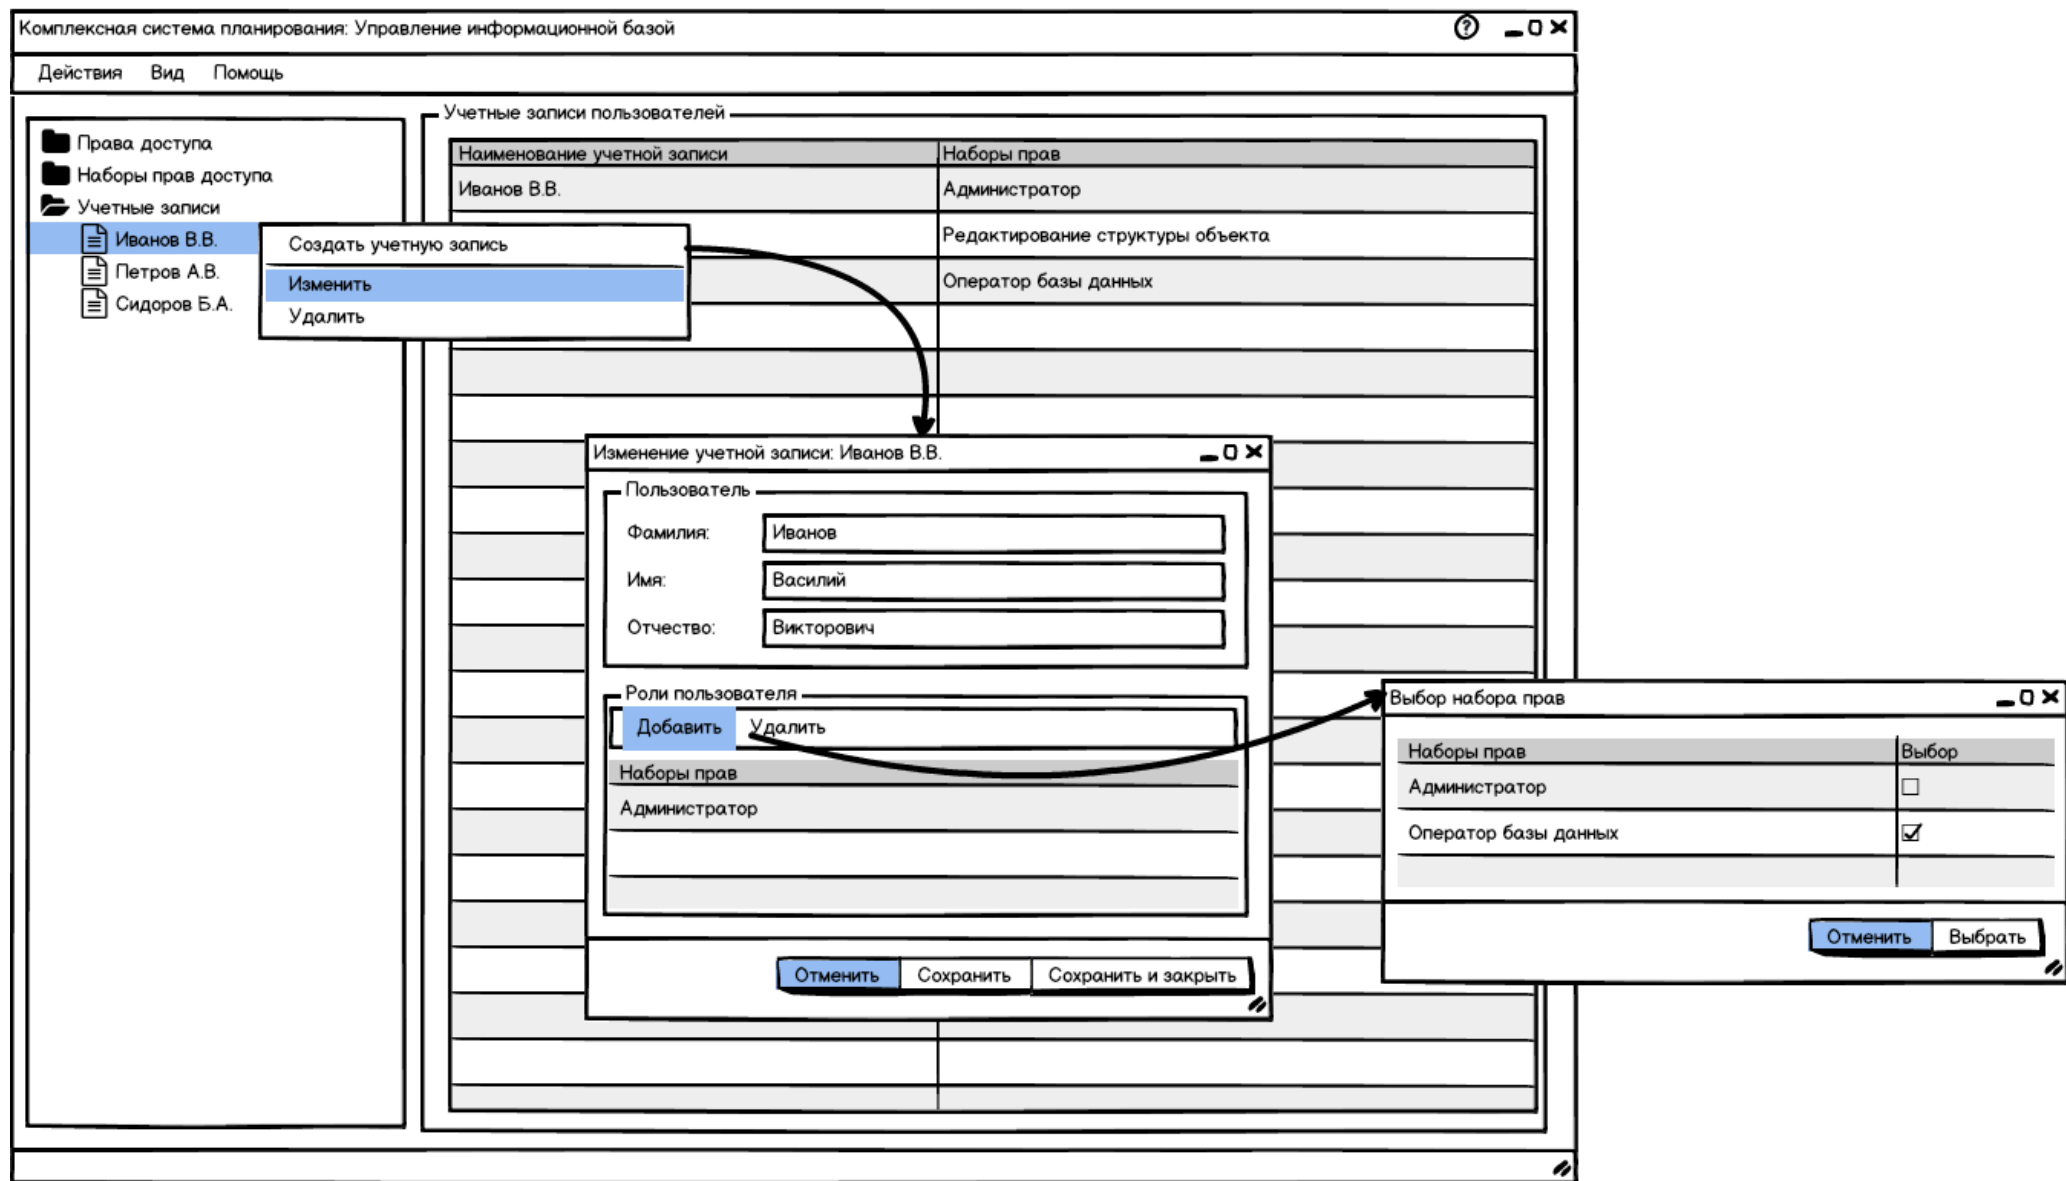 Комплексная система планирования: Управление информационной базой
Действия Вид Помощь
Права доступа
Наборы прав доступа
Учетные записи
Иванов В.В.
Петров А.В.
Сидоров Б.А.
Создать учетную запись
Изменить
Удалить
Учетные записи пользователей
Наименование учетной записи Наборы прав
Иванов В.В. Администратор
Редактирование структуры объекта
Оператор базы данных
Изменение учетной записи: Иванов В.В.
Пользователь
Фамилия: Иванов
Имя: Василий
Отчество: Викторович
Роли пользователя
Добавить Удалить
Наборы прав
Администратор
Отменить Сохранить Сохранить и закрыть
Выбор набора прав
Наборы прав Выбор
Администратор
Оператор базы данных
Отменить Выбрать